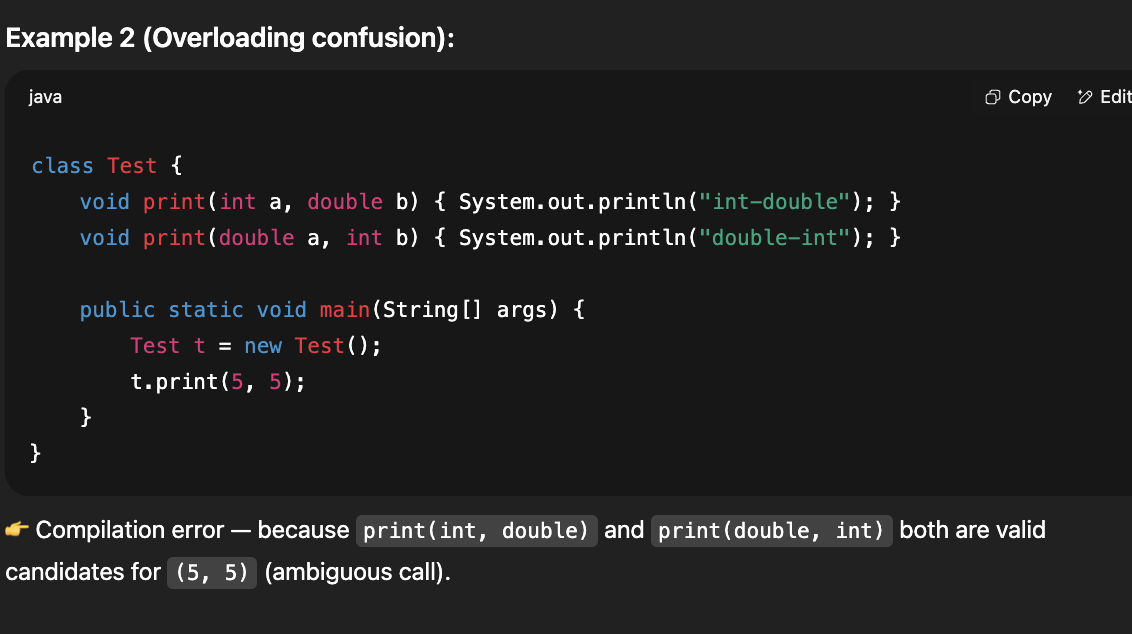 Example 2 (Overloading confusion):
java
Copy Edit
class Test {
    void print(int a, double b) { System.out.println("int-double"); }
    void print(double a, int b) { System.out.println("double-int"); }
    public static void main(String[] args) {
        Test t = new Test();
        t.print(5, 5);
    }
}
👉 Compilation error — because print(int, double) and print(double, int) both are valid
candidates for (5, 5) (ambiguous call).